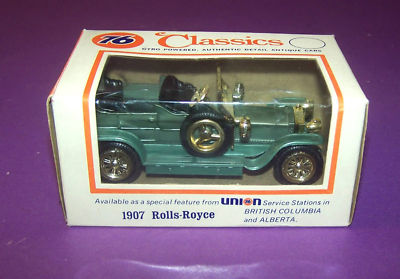 76 Classics
GYRO POWERED, AUTHENTIC DETAIL ANTIQUE CARS
Available as a special feature from UNION Service Stations in
1907 Rolls-Royce
BRITISH COLUMBIA
and ALBERTA.